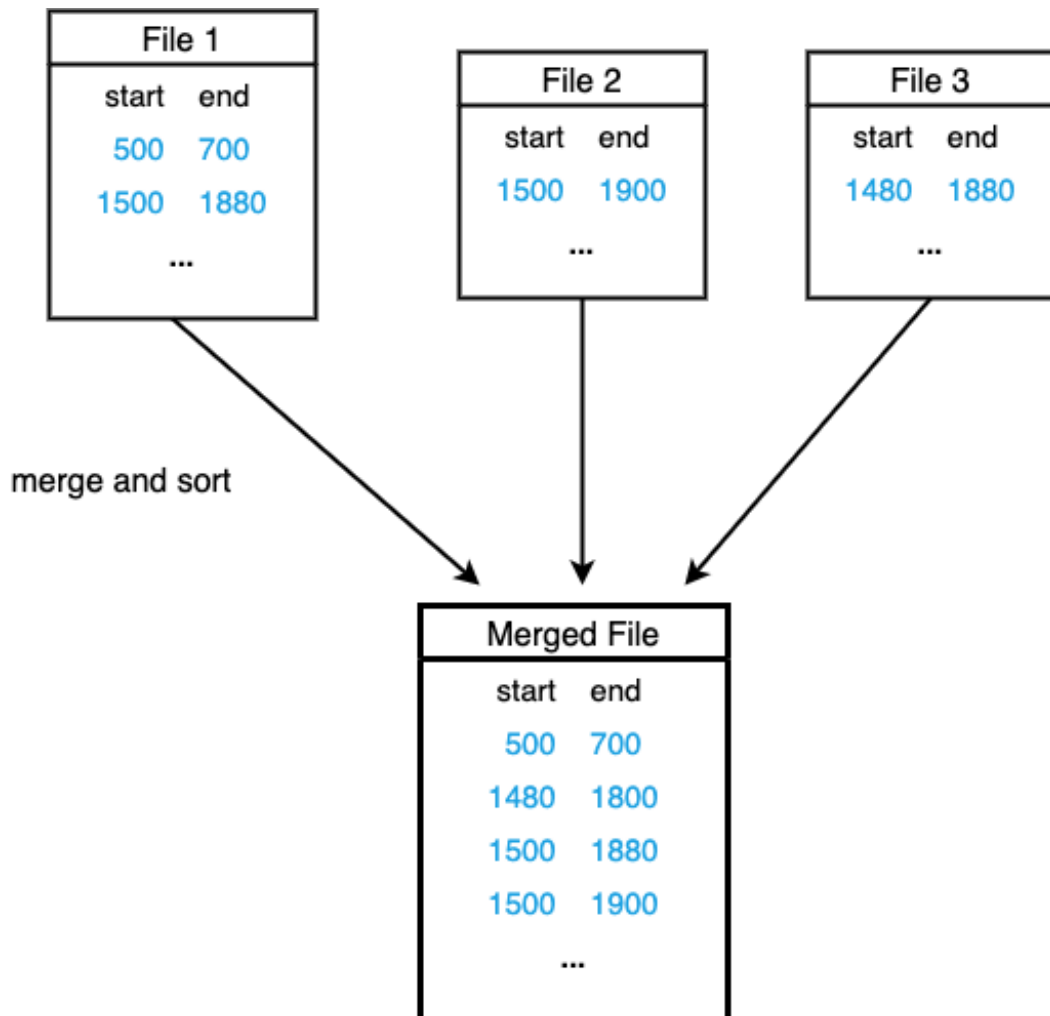 File 1
start end
500 700
1500 1880
...
File 2
start end
1500 1900
...
File 3
start end
1480 1880
...
merge and sort
Merged File
start end
500 700
1480 1800
1500 1880
1500 1900
...